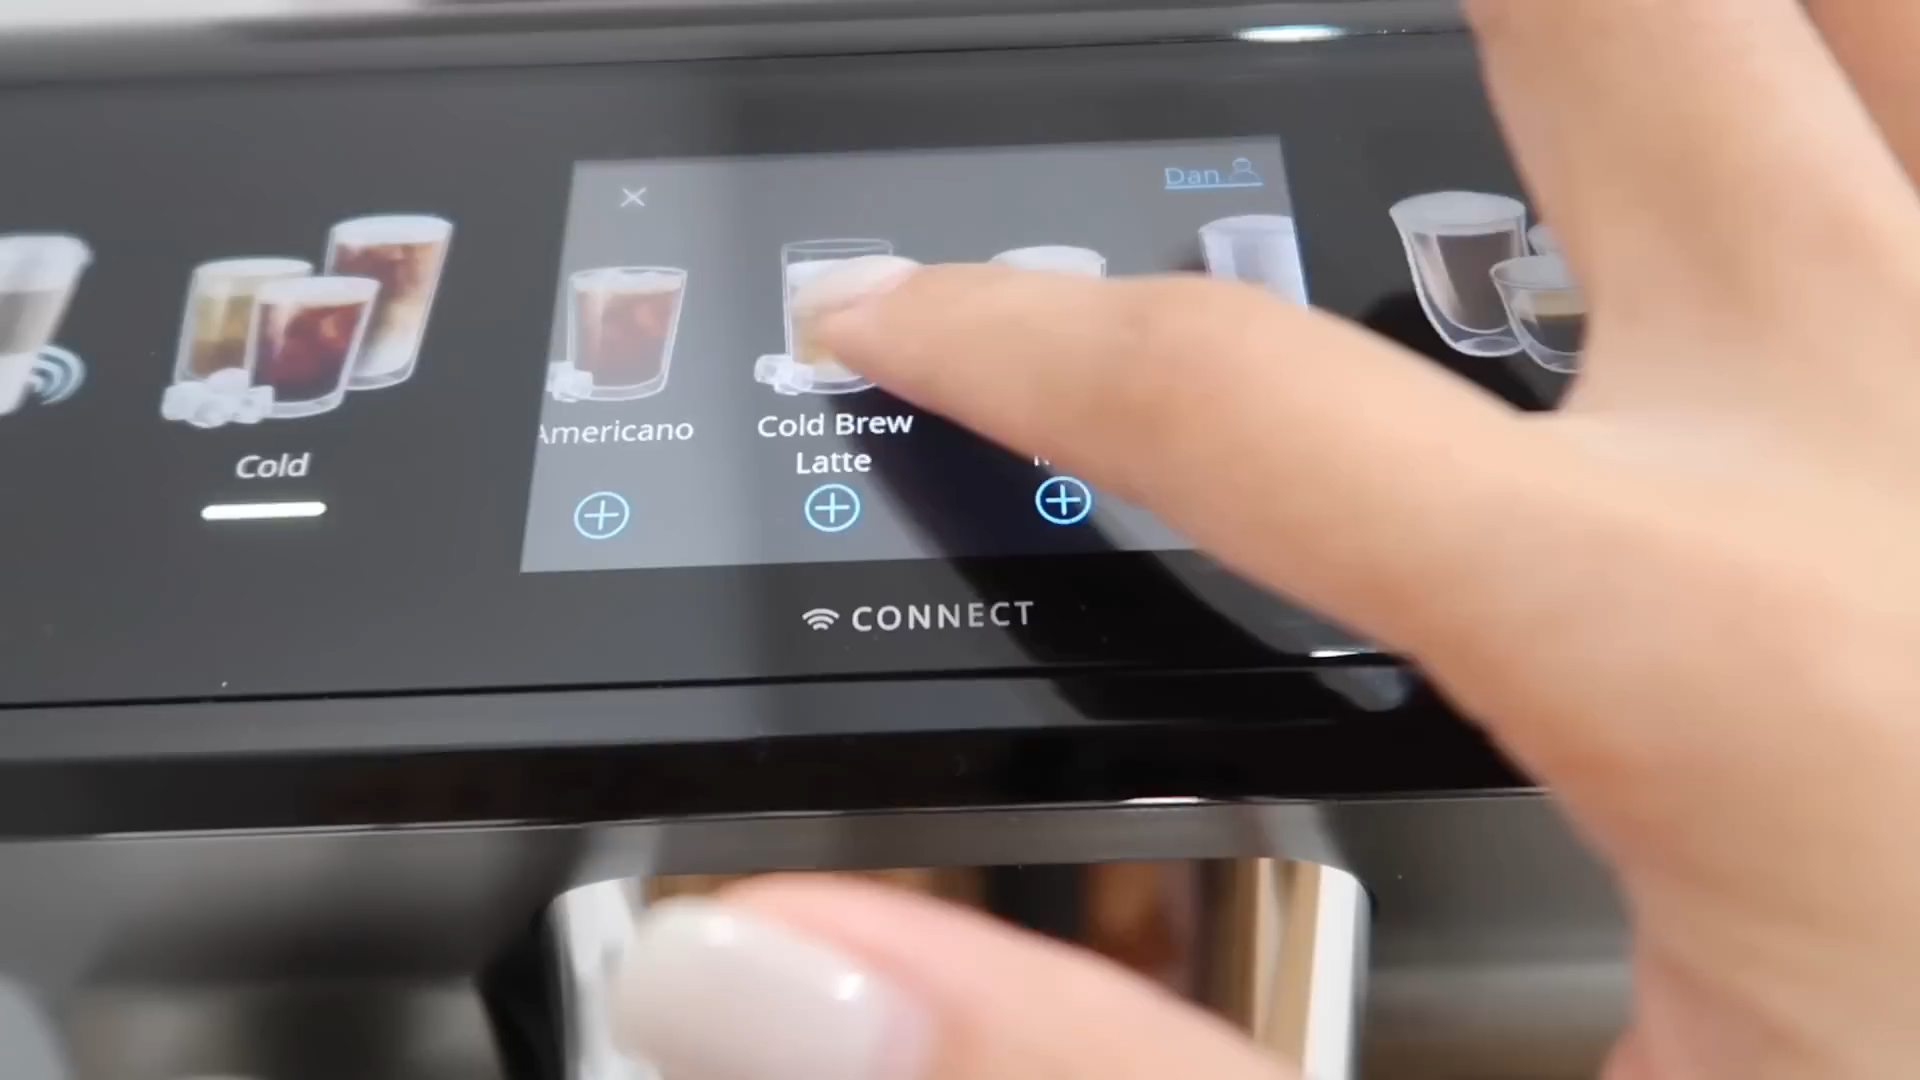 Dan
Americano
Cold Brew
Latte
Cold
CONNECT